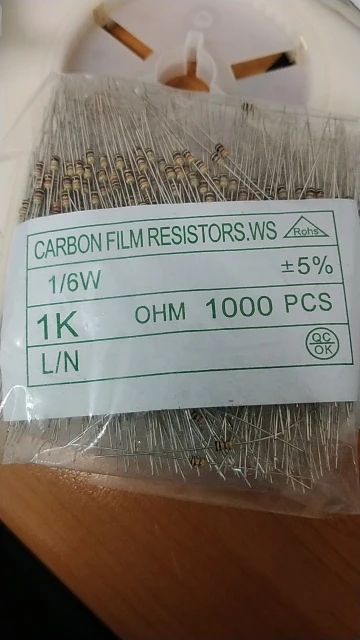 CARBON FILM RESISTORS.WS Rohs
1/6W ±5%
1K OHM 1000 PCS
L/N QC OK